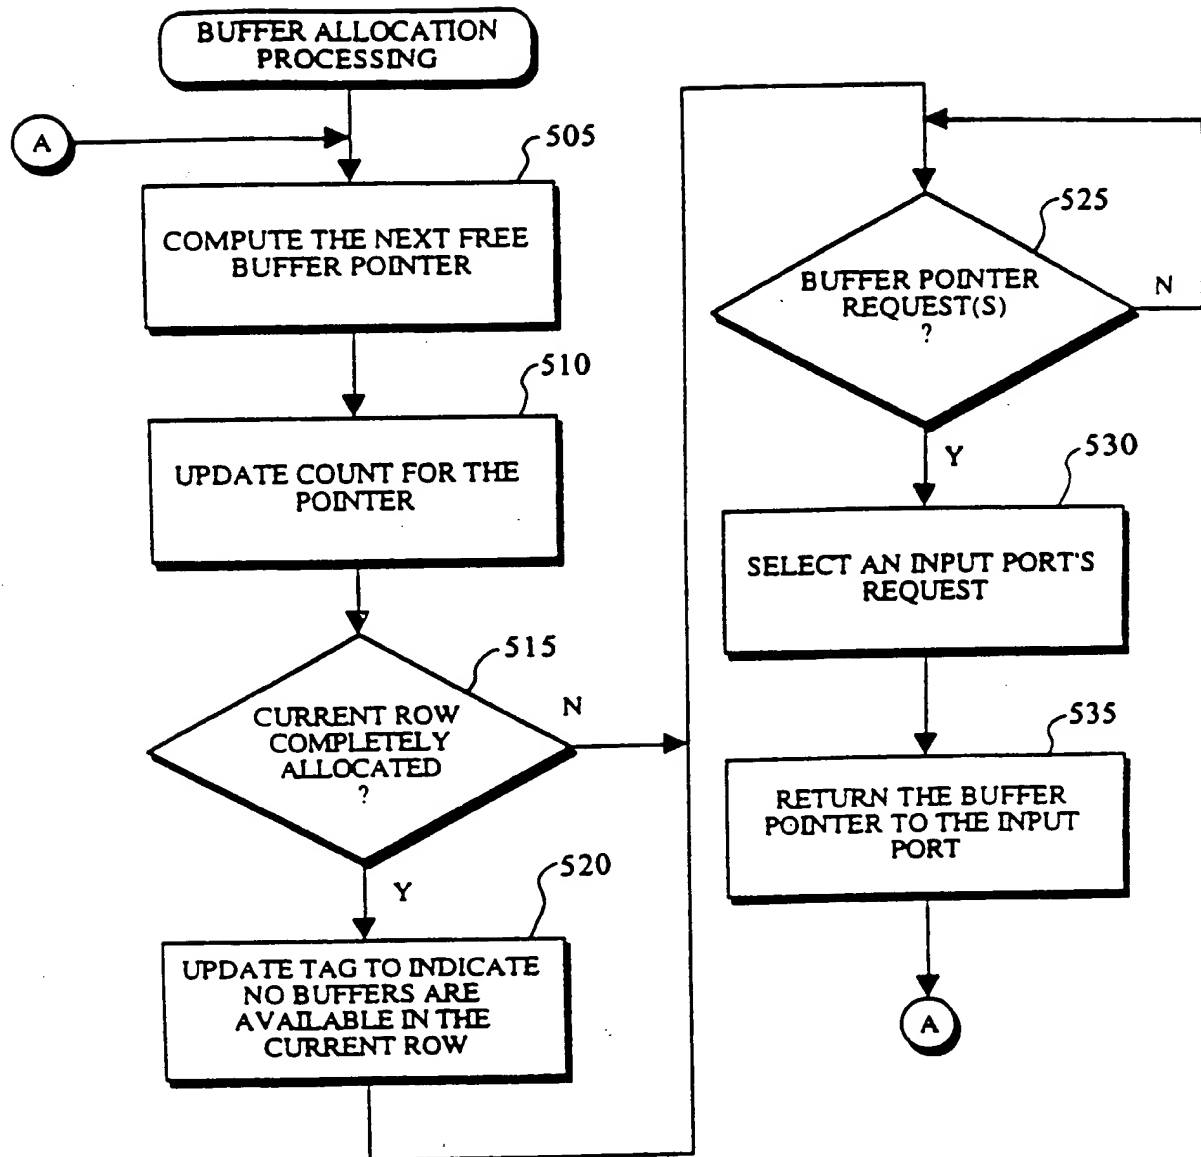 BUFFER ALLOCATION
PROCESSING
A
505
COMPUTE THE NEXT FREE
BUFFER POINTER
510
UPDATE COUNT FOR THE
POINTER
515
CURRENT ROW
COMPLETELY
ALLOCATED
?
N
Y
520
UPDATE TAG TO INDICATE
NO BUFFERS ARE
AVAILABLE IN THE
CURRENT ROW
525
BUFFER POINTER
REQUEST(S)
?
N
Y
530
SELECT AN INPUT PORT'S
REQUEST
535
RETURN THE BUFFER
POINTER TO THE INPUT
PORT
A